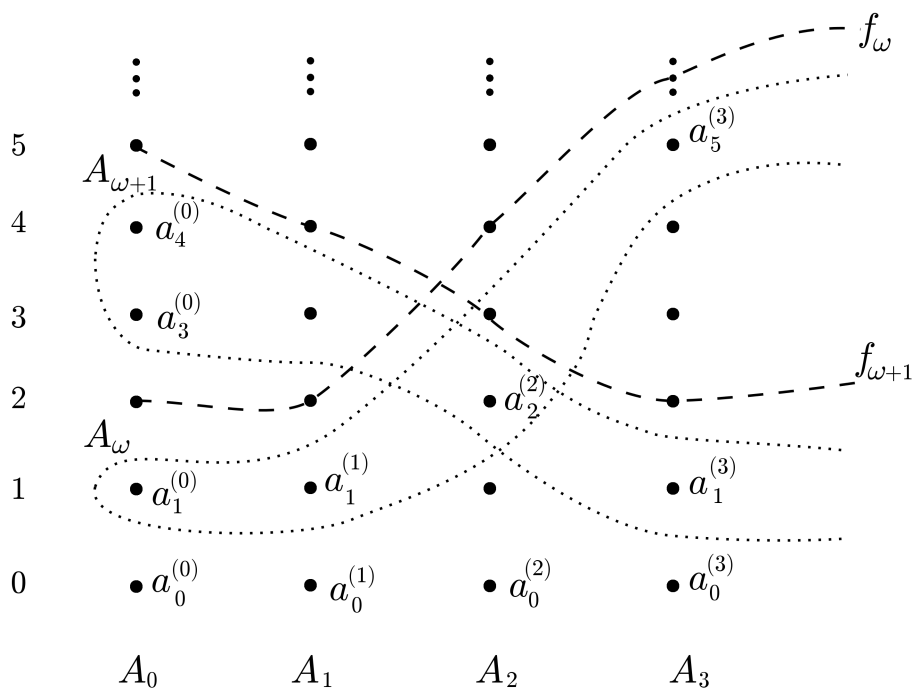 f_ω
5 a_5^{(3)}
A_{ω+1}
4 a_4^{(0)}
3 a_3^{(0)}
f_{ω+1}
2 a_2^{(2)}
A_ω
1 a_1^{(0)} a_1^{(1)} a_1^{(3)}
0 a_0^{(0)} a_0^{(1)} a_0^{(2)} a_0^{(3)}
A_0 A_1 A_2 A_3